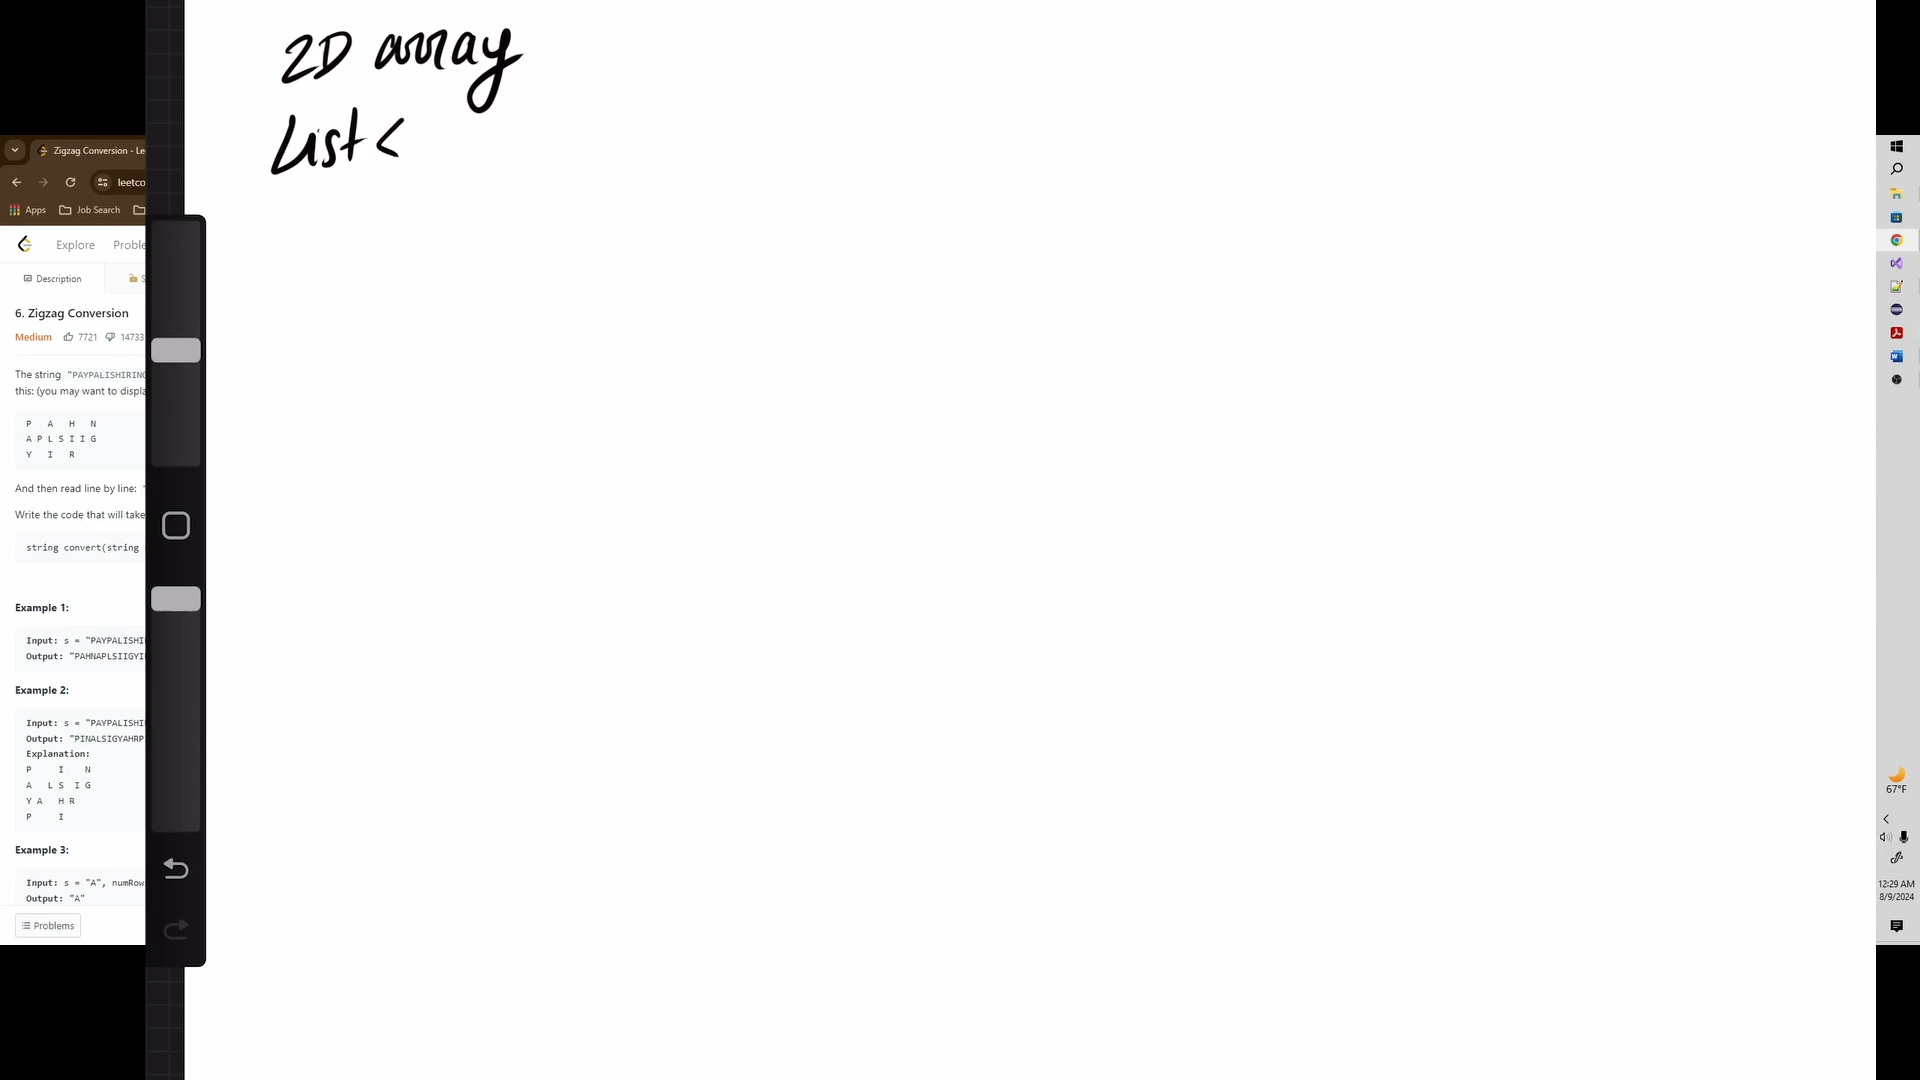 2D array
List<
Zigzag Conversion - Le
leetco
Apps
Job Search
Explore
Proble
Description
S
6. Zigzag Conversion
Medium
7721
14733
The string "PAYPALISHIRING
this: (you may want to displa
P A H N
A P L S I I G
Y I R
And then read line by line: "
Write the code that will take
string convert(string
Example 1:
Input: s = "PAYPALISHI
Output: "PAHNAPLSIIGYI
Example 2:
Input: s = "PAYPALISHI
Output: "PINALSIGYAHRP
Explanation:
P I N
A L S I G
Y A H R
P I
Example 3:
Input: s = "A", numRow
Output: "A"
Problems
67°F
12:29 AM
8/9/2024